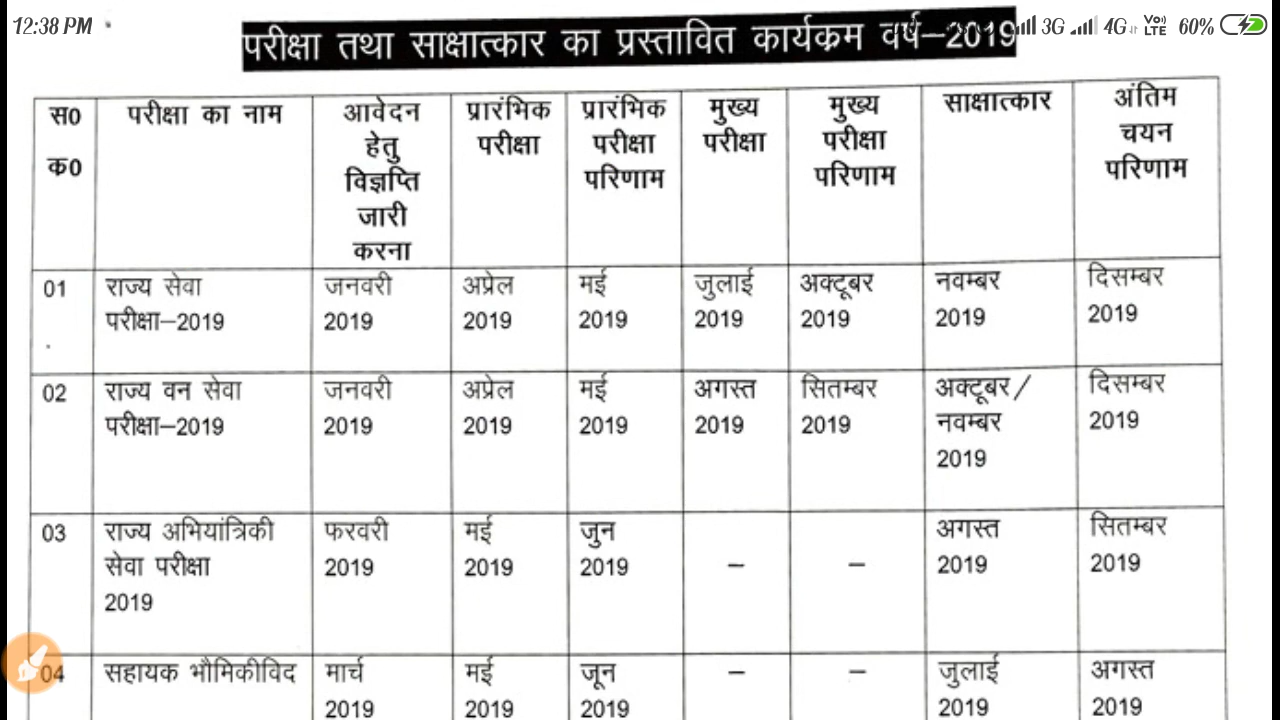 12:38 PM
3G 4G VoLTE 60%
परीक्षा तथा साक्षात्कार का प्रस्तावित कार्यक्रम वर्ष–2019
स0
क0
परीक्षा का नाम
आवेदन
हेतु
विज्ञप्ति
जारी
करना
प्रारंभिक
परीक्षा
प्रारंभिक
परीक्षा
परिणाम
मुख्य
परीक्षा
मुख्य
परीक्षा
परिणाम
साक्षात्कार
अंतिम
चयन
परिणाम
01
राज्य सेवा
परीक्षा–2019
जनवरी
2019
अप्रेल
2019
मई
2019
जुलाई
2019
अक्टूबर
2019
नवम्बर
2019
दिसम्बर
2019
02
राज्य वन सेवा
परीक्षा–2019
जनवरी
2019
अप्रेल
2019
मई
2019
अगस्त
2019
सितम्बर
2019
अक्टूबर/
नवम्बर
2019
दिसम्बर
2019
03
राज्य अभियांत्रिकी
सेवा परीक्षा
2019
फरवरी
2019
मई
2019
जुन
2019
–
–
अगस्त
2019
सितम्बर
2019
04
सहायक भौमिकीविद
मार्च
2019
मई
2019
जून
2019
–
–
जुलाई
2019
अगस्त
2019